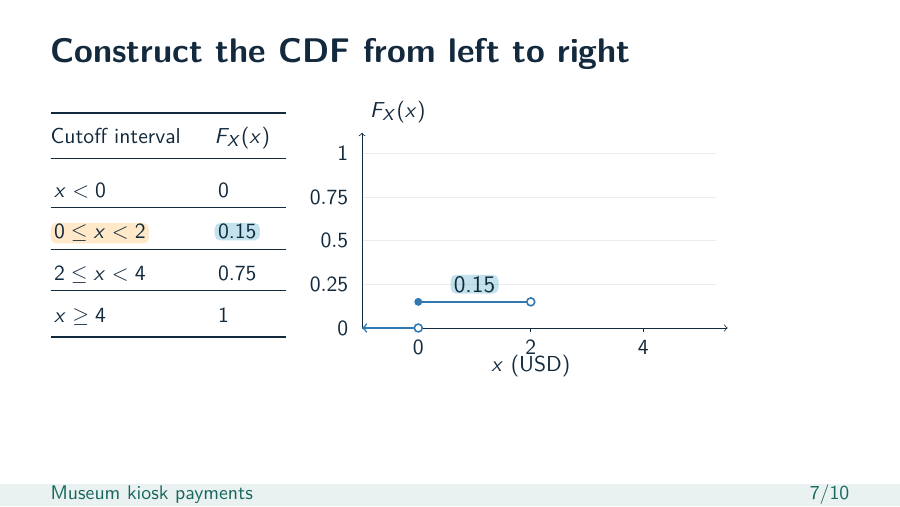 Construct the CDF from left to right
Cutoff interval F_X(x)
x < 0 0
0 ≤ x < 2 0.15
2 ≤ x < 4 0.75
x ≥ 4 1
F_X(x)
1
0.75
0.5
0.25
0
0.15
0 2 4
x (USD)
Museum kiosk payments 7/10